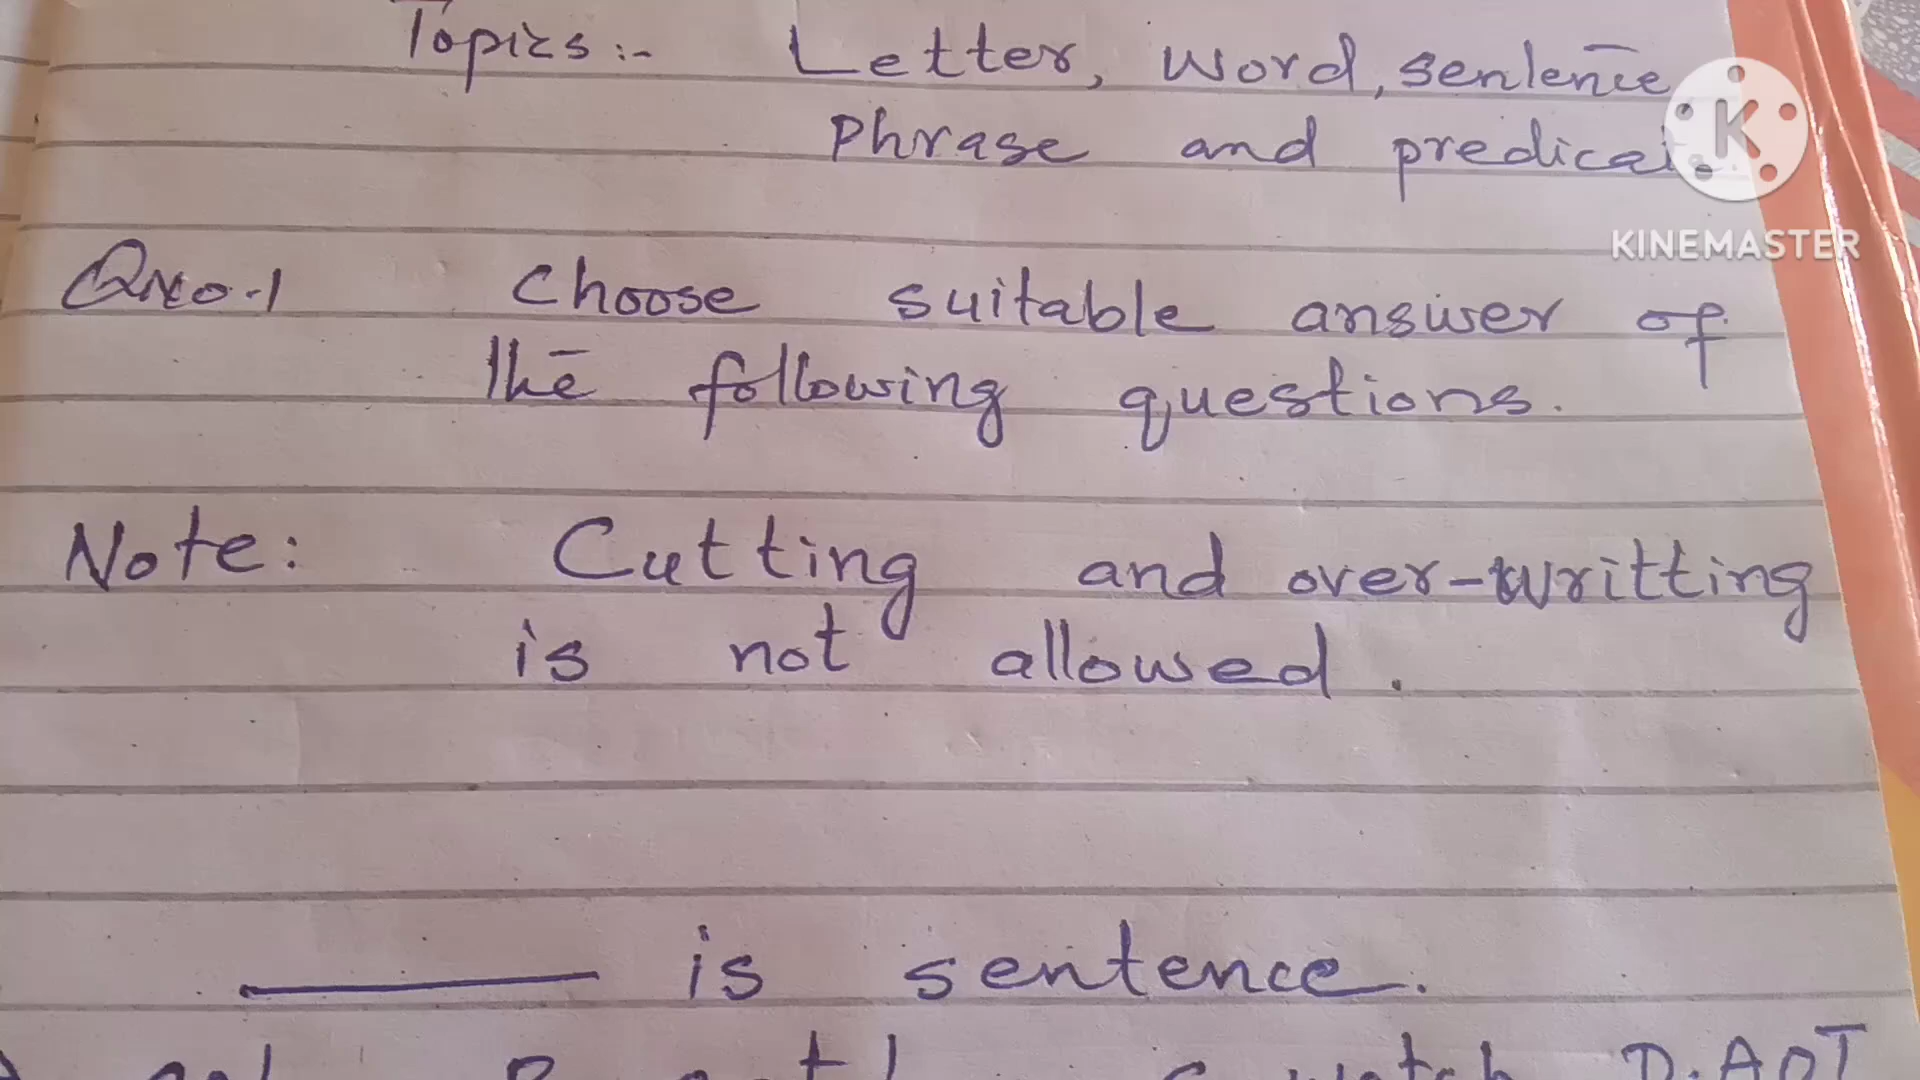 Topics:- Letter, word, sentence
phrase and predicat
KINEMASTER
Qno.1 Choose suitable answer of
the following questions.
Note: Cutting and over-writting
is not allowed.
______ is sentence.